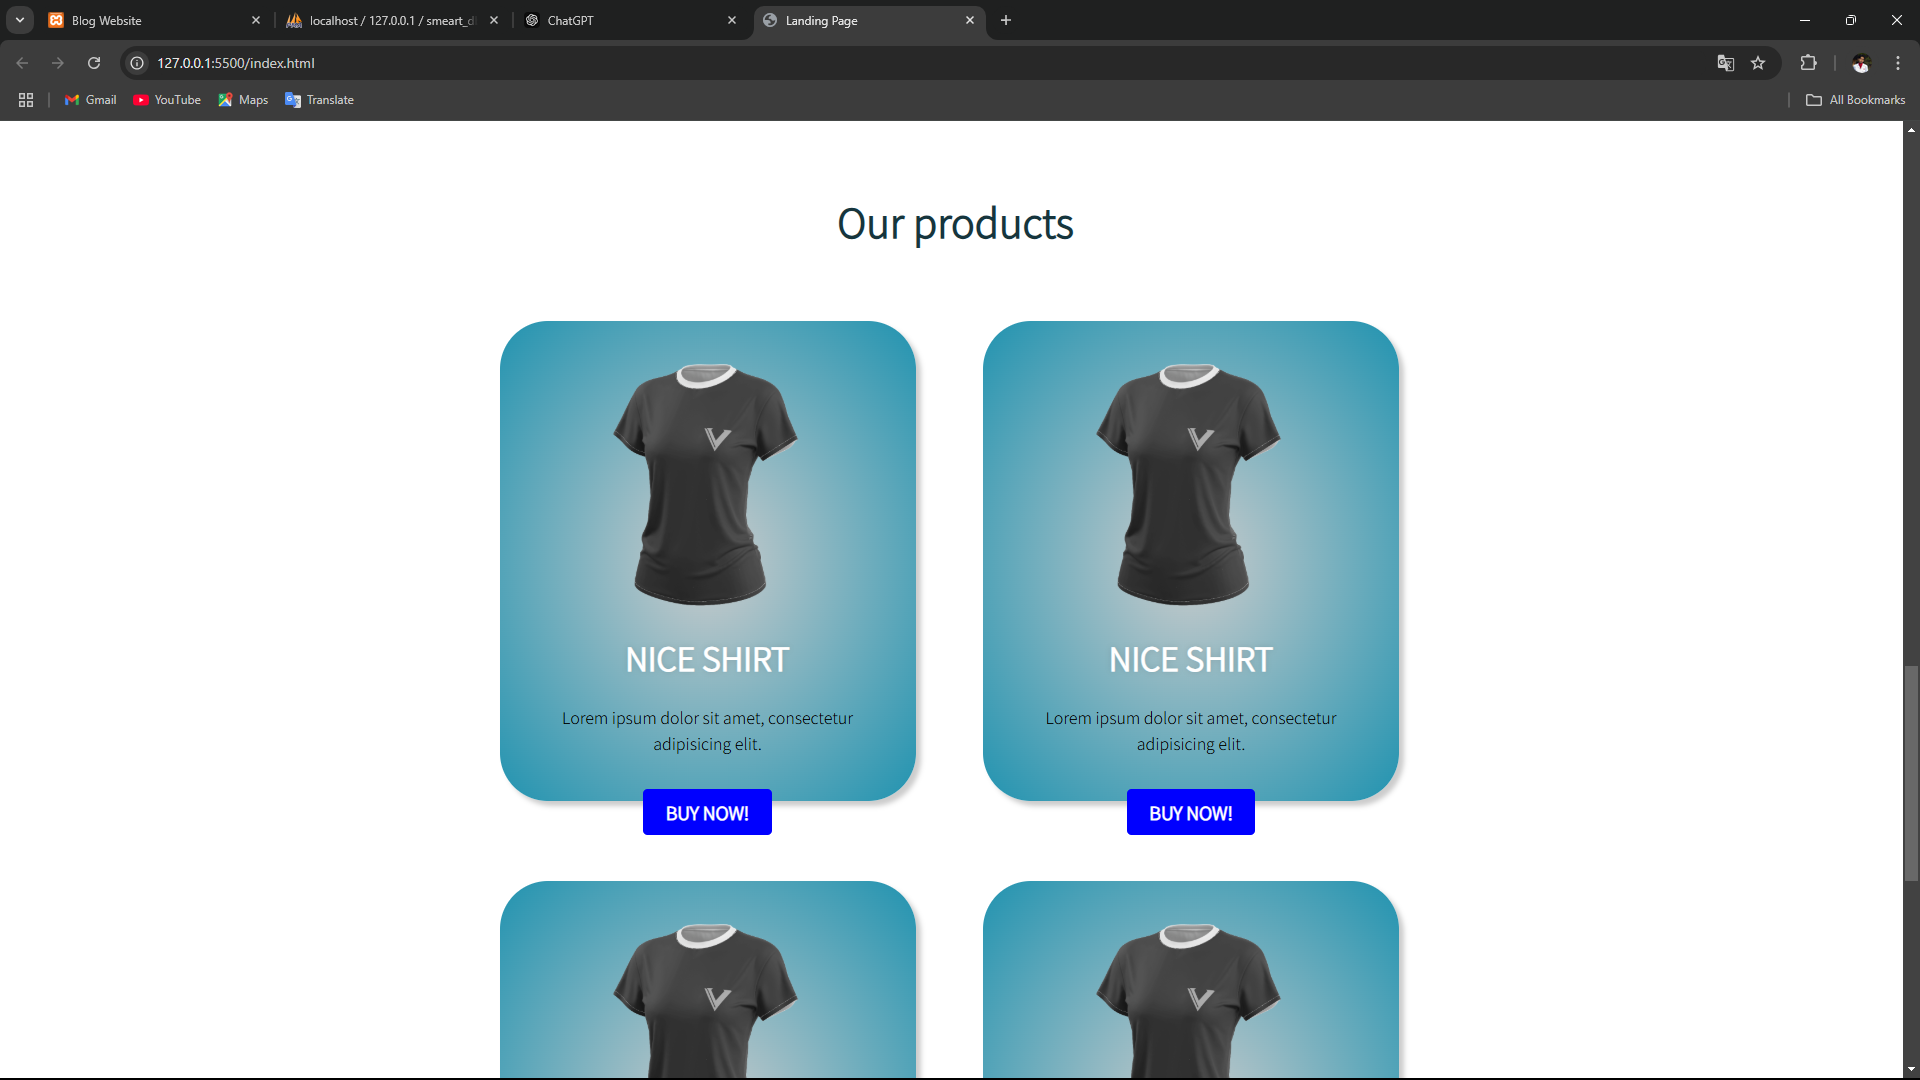 Blog Website
localhost / 127.0.0.1 / smeart_d
ChatGPT
Landing Page
127.0.0.1:5500/index.html
Gmail
YouTube
Maps
Translate
All Bookmarks
Our products
NICE SHIRT
Lorem ipsum dolor sit amet, consectetur
adipisicing elit.
BUY NOW!
NICE SHIRT
Lorem ipsum dolor sit amet, consectetur
adipisicing elit.
BUY NOW!